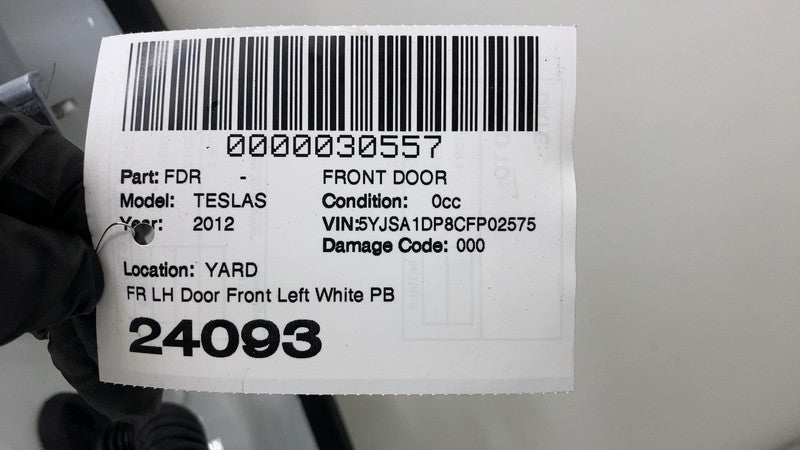 0000030557
Part: FDR - FRONT DOOR
Model: TESLAS Condition: 0cc
Year: 2012 VIN:5YJSA1DP8CFP02575
Damage Code: 000
Location: YARD
FR LH Door Front Left White PB
24093